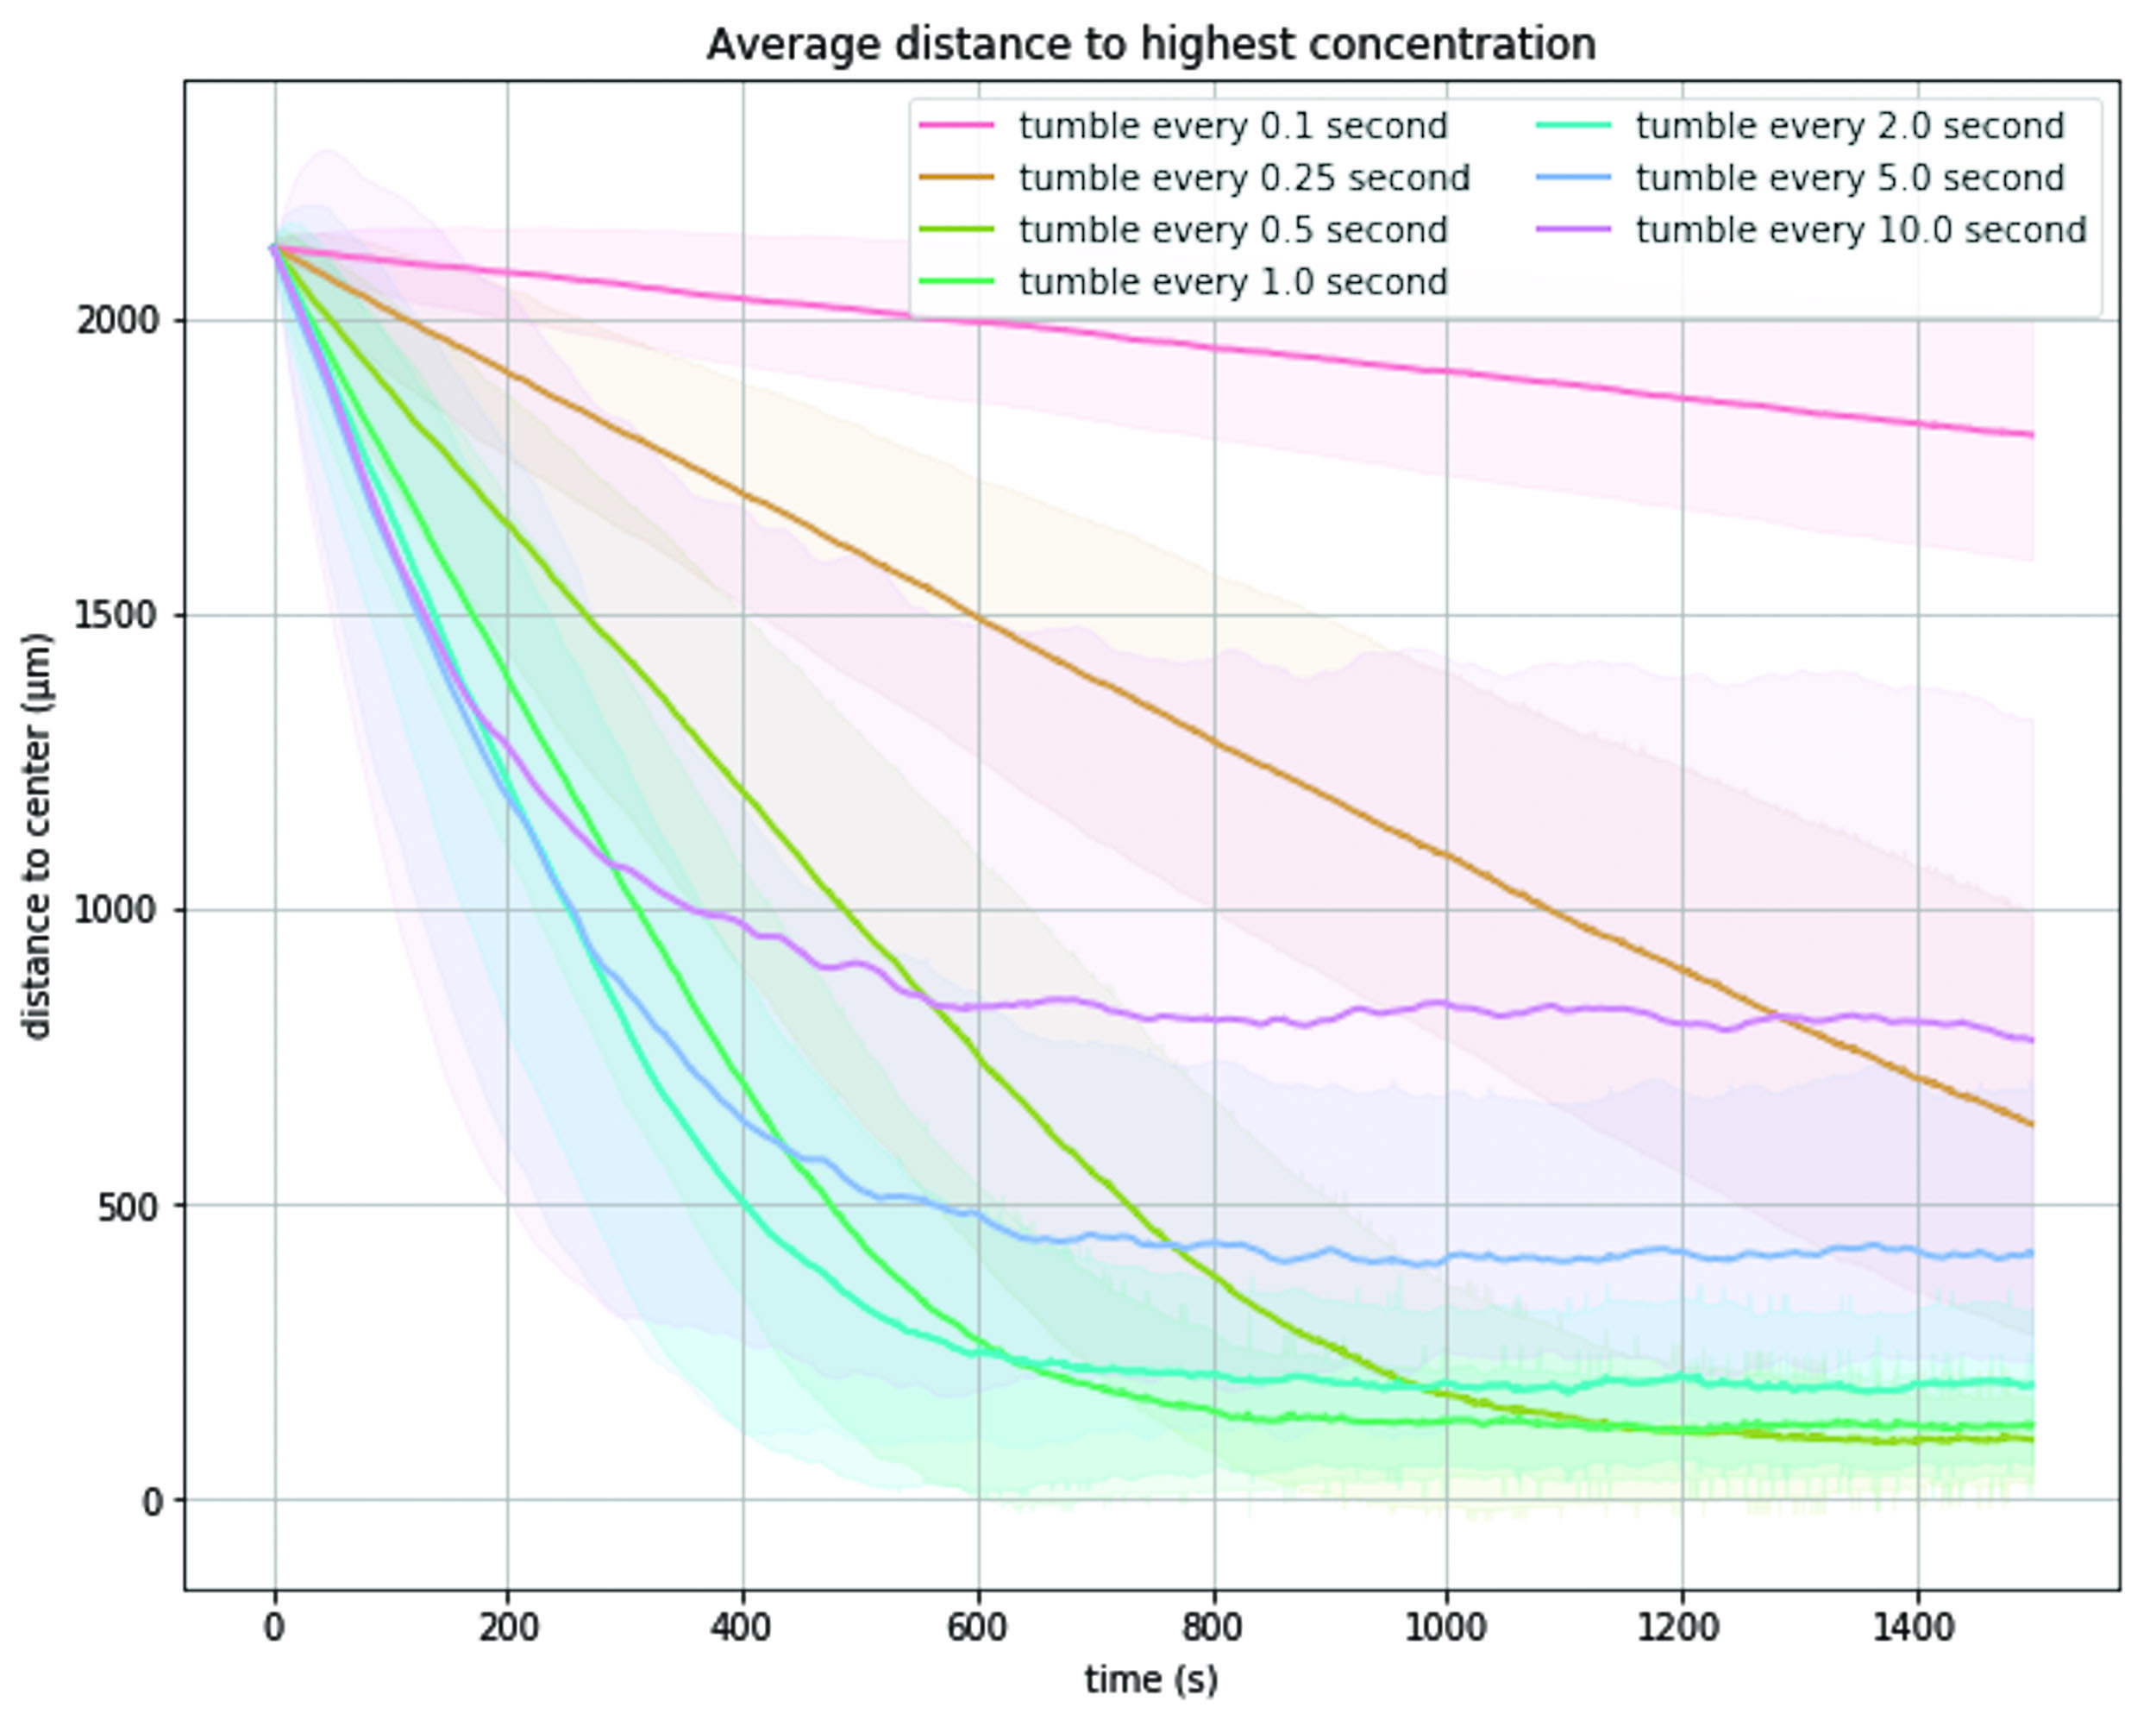 Average distance to highest concentration
tumble every 0.1 second
tumble every 0.25 second
tumble every 0.5 second
tumble every 1.0 second
tumble every 2.0 second
tumble every 5.0 second
tumble every 10.0 second
distance to center (μm)
2000
1500
1000
500
0
0 200 400 600 800 1000 1200 1400
time (s)